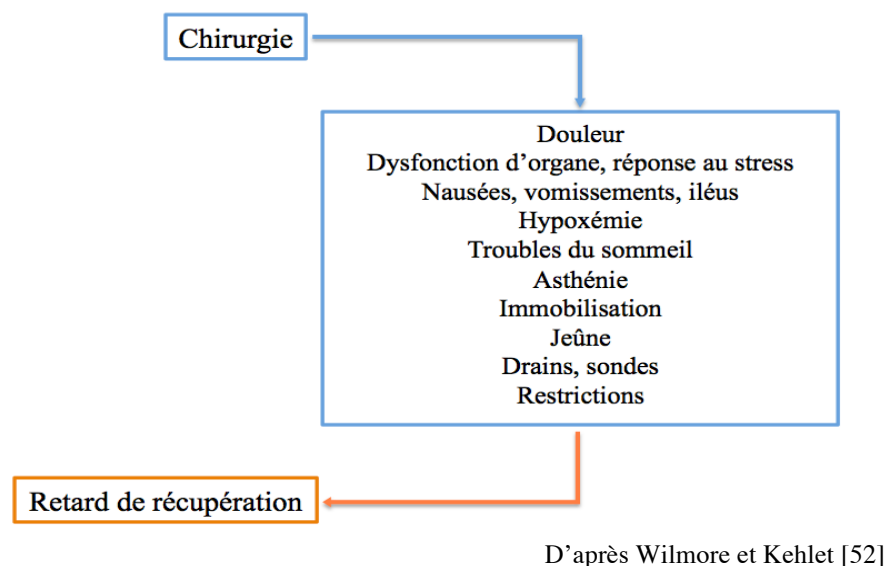 Chirurgie
Douleur
Dysfonction d’organe, réponse au stress
Nausées, vomissements, iléus
Hypoxémie
Troubles du sommeil
Asthénie
Immobilisation
Jeûne
Drains, sondes
Restrictions
Retard de récupération
D’après Wilmore et Kehlet [52]